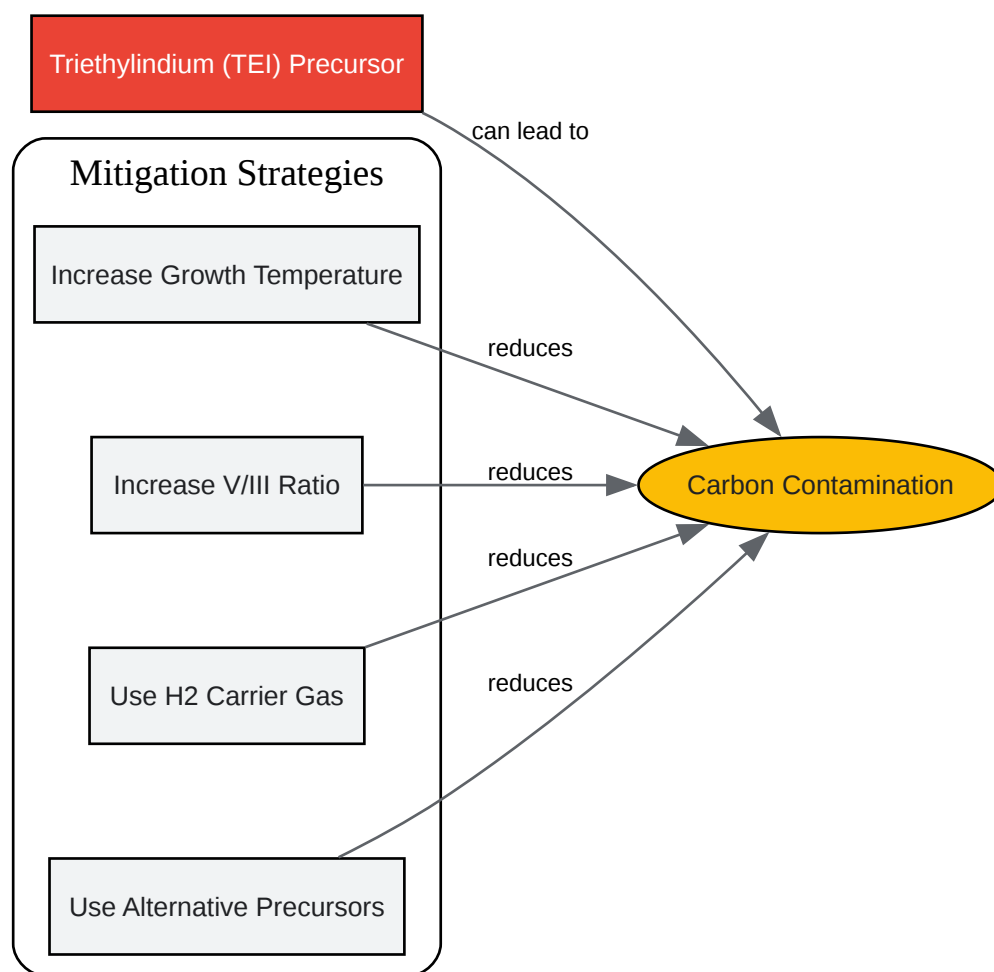 Triethylindium (TEI) Precursor
can lead to
Mitigation Strategies
Increase Growth Temperature
reduces
Increase V/III Ratio
reduces
Carbon Contamination
reduces
Use H2 Carrier Gas
reduces
Use Alternative Precursors